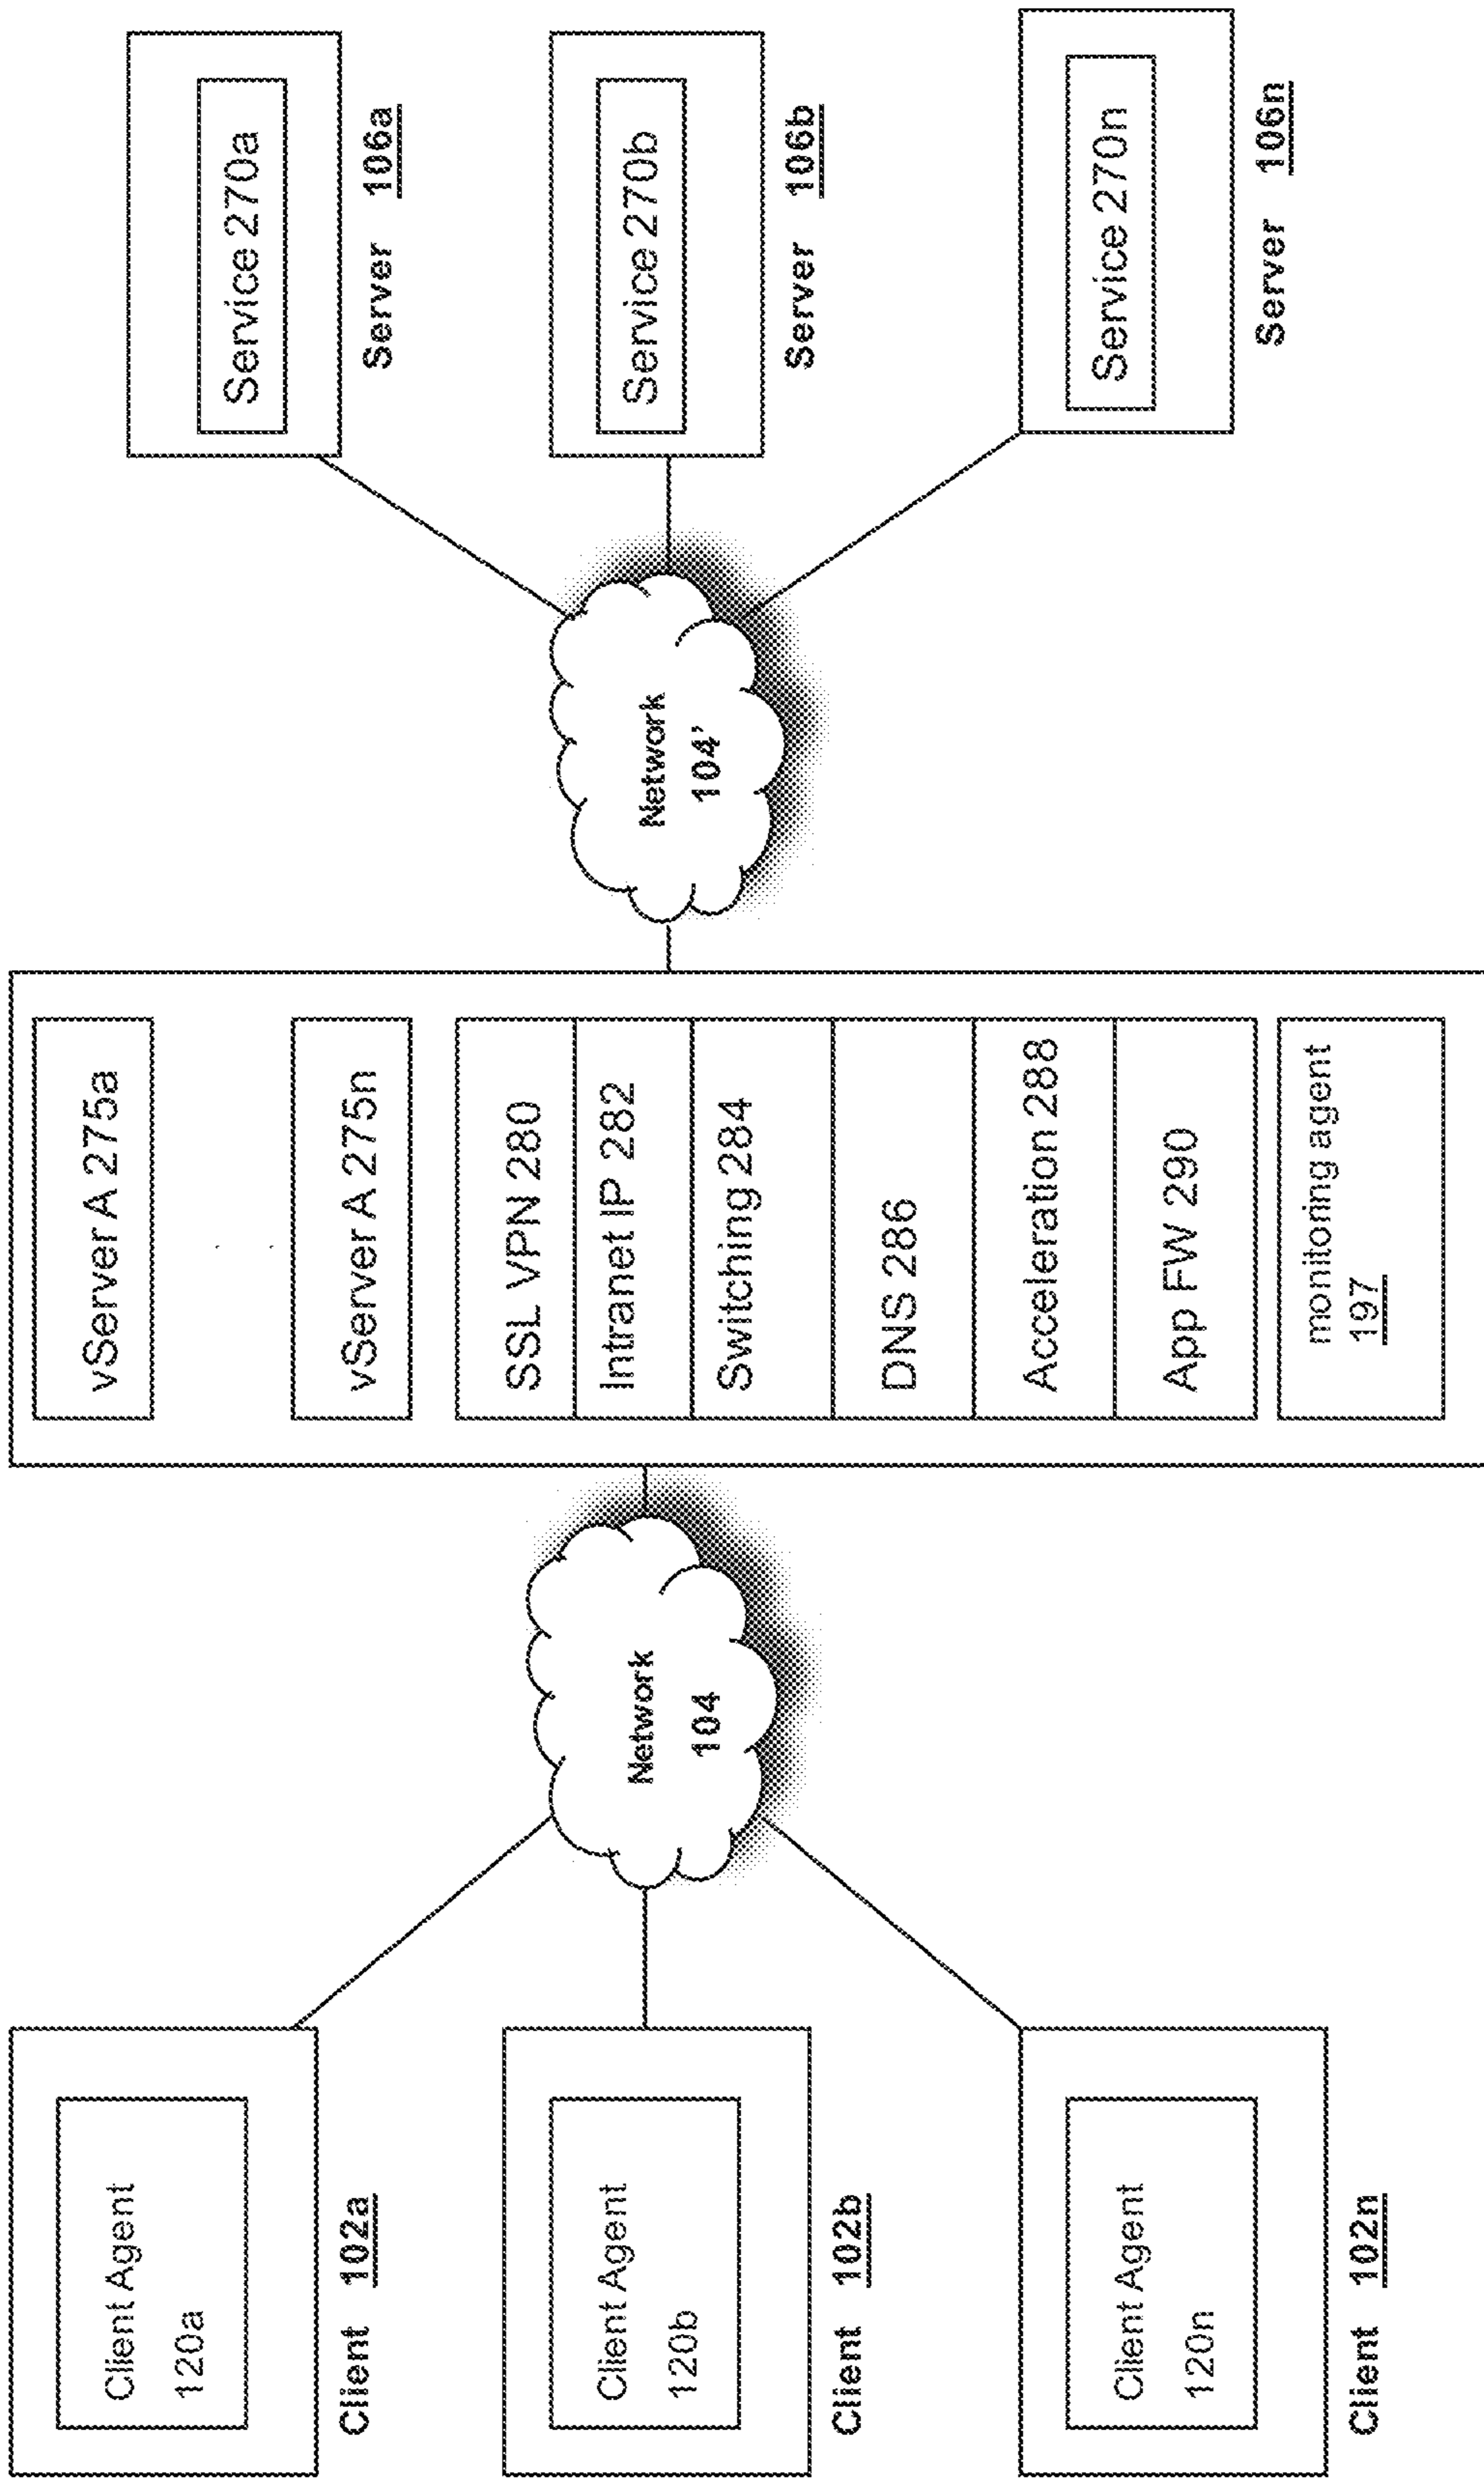 Client Agent
120a
Client 102a
Client Agent
120b
Client 102b
Client Agent
120n
Client 102n
Network
104
vServer A 275a
vServer A 275n
SSL VPN 280
Intranet IP 282
Switching 284
DNS 286
Acceleration 288
App FW 290
monitoring agent
197
Network
104’
Service 270a
Server 106a
Service 270b
Server 106b
Service 270n
Server 106n